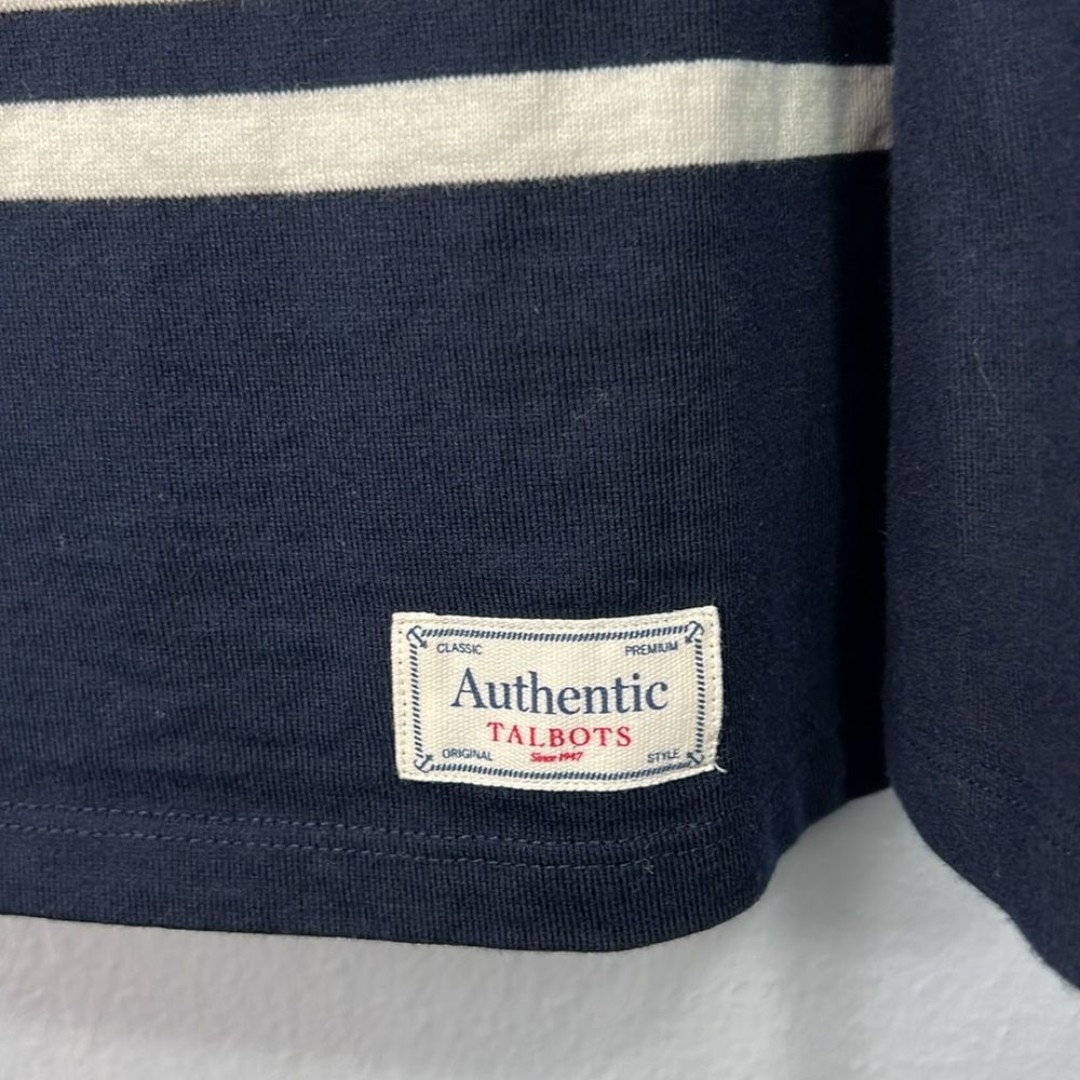 CLASSIC PREMIUM
Authentic
TALBOTS
ORIGINAL Since 1947 STYLE